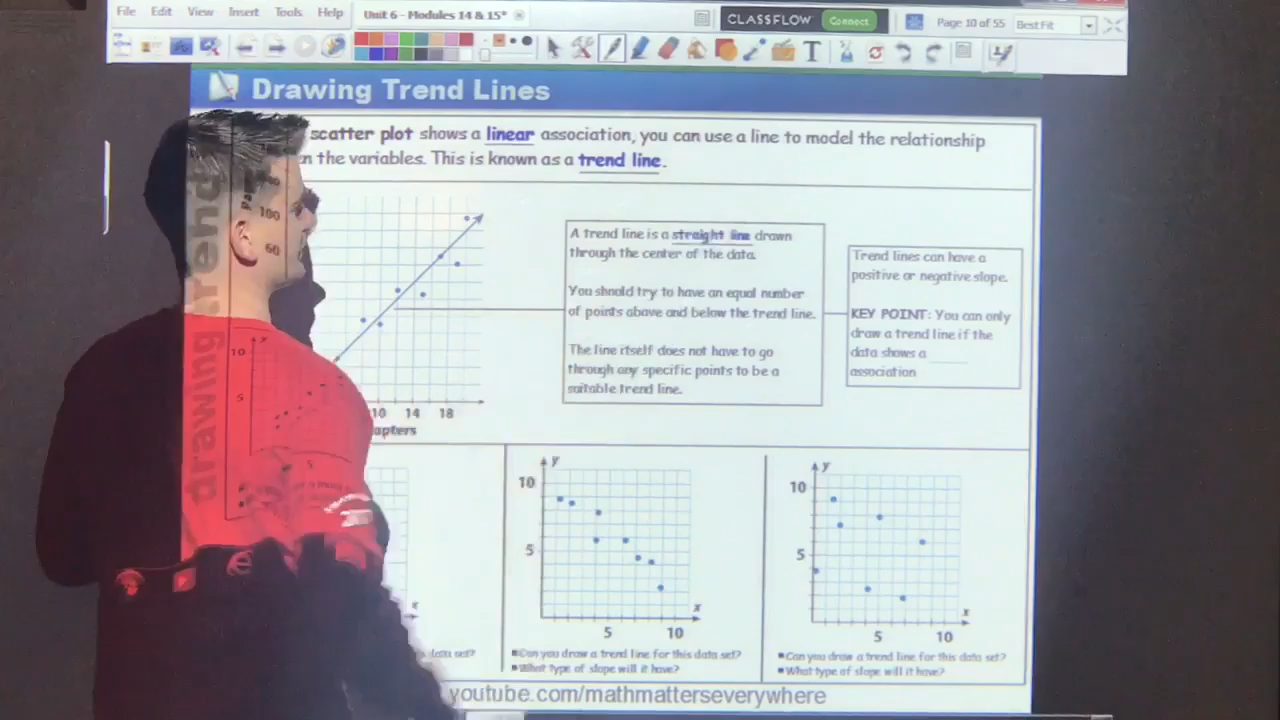 File Edit View Insert Tools Help
Unit 6 - Modules 14 & 15*
CLASSFLOW Connect
Page 10 of 55
Best Fit
Drawing Trend Lines
scatter plot shows a linear association, you can use a line to model the relationship
n the variables. This is known as a trend line.
drawing trend
100
60
10 14 18
apters
A trend line is a straight line drawn
through the center of the data.
You should try to have an equal number
of points above and below the trend line.
The line itself does not have to go
through any specific points to be a
suitable trend line.
Trend lines can have a
positive or negative slope.
KEY POINT: You can only
draw a trend line if the
data shows a
association
10 y
5
x
data set?
y
10
5
x
5 10
Can you draw a trend line for this data set?
What type of slope will it have?
y
10
5
x
5 10
Can you draw a trend line for this data set?
What type of slope will it have?
youtube.com/mathmatterseverywhere